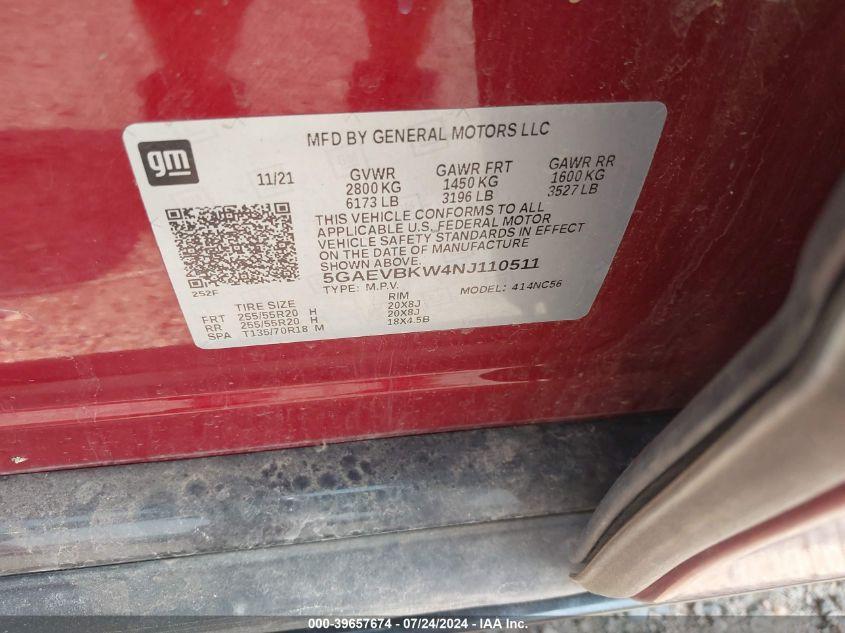 MFD BY GENERAL MOTORS LLC
gm
11/21
GVWR GAWR FRT GAWR RR
2800 KG 1450 KG 1600 KG
6173 LB 3196 LB 3527 LB
THIS VEHICLE CONFORMS TO ALL
APPLICABLE U.S. FEDERAL MOTOR
VEHICLE SAFETY STANDARDS IN EFFECT
ON THE DATE OF MANUFACTURE
SHOWN ABOVE.
5GAEVBKW4NJ110511
252F
TYPE: M.P.V. MODEL: 414NC56
TIRE SIZE RIM
FRT 255/55R20 H 20X8J
RR 255/55R20 H 20X8J
SPA T135/70R18 M 18X4.5B
000-39657674 / 07/24/2024 - IAA Inc.